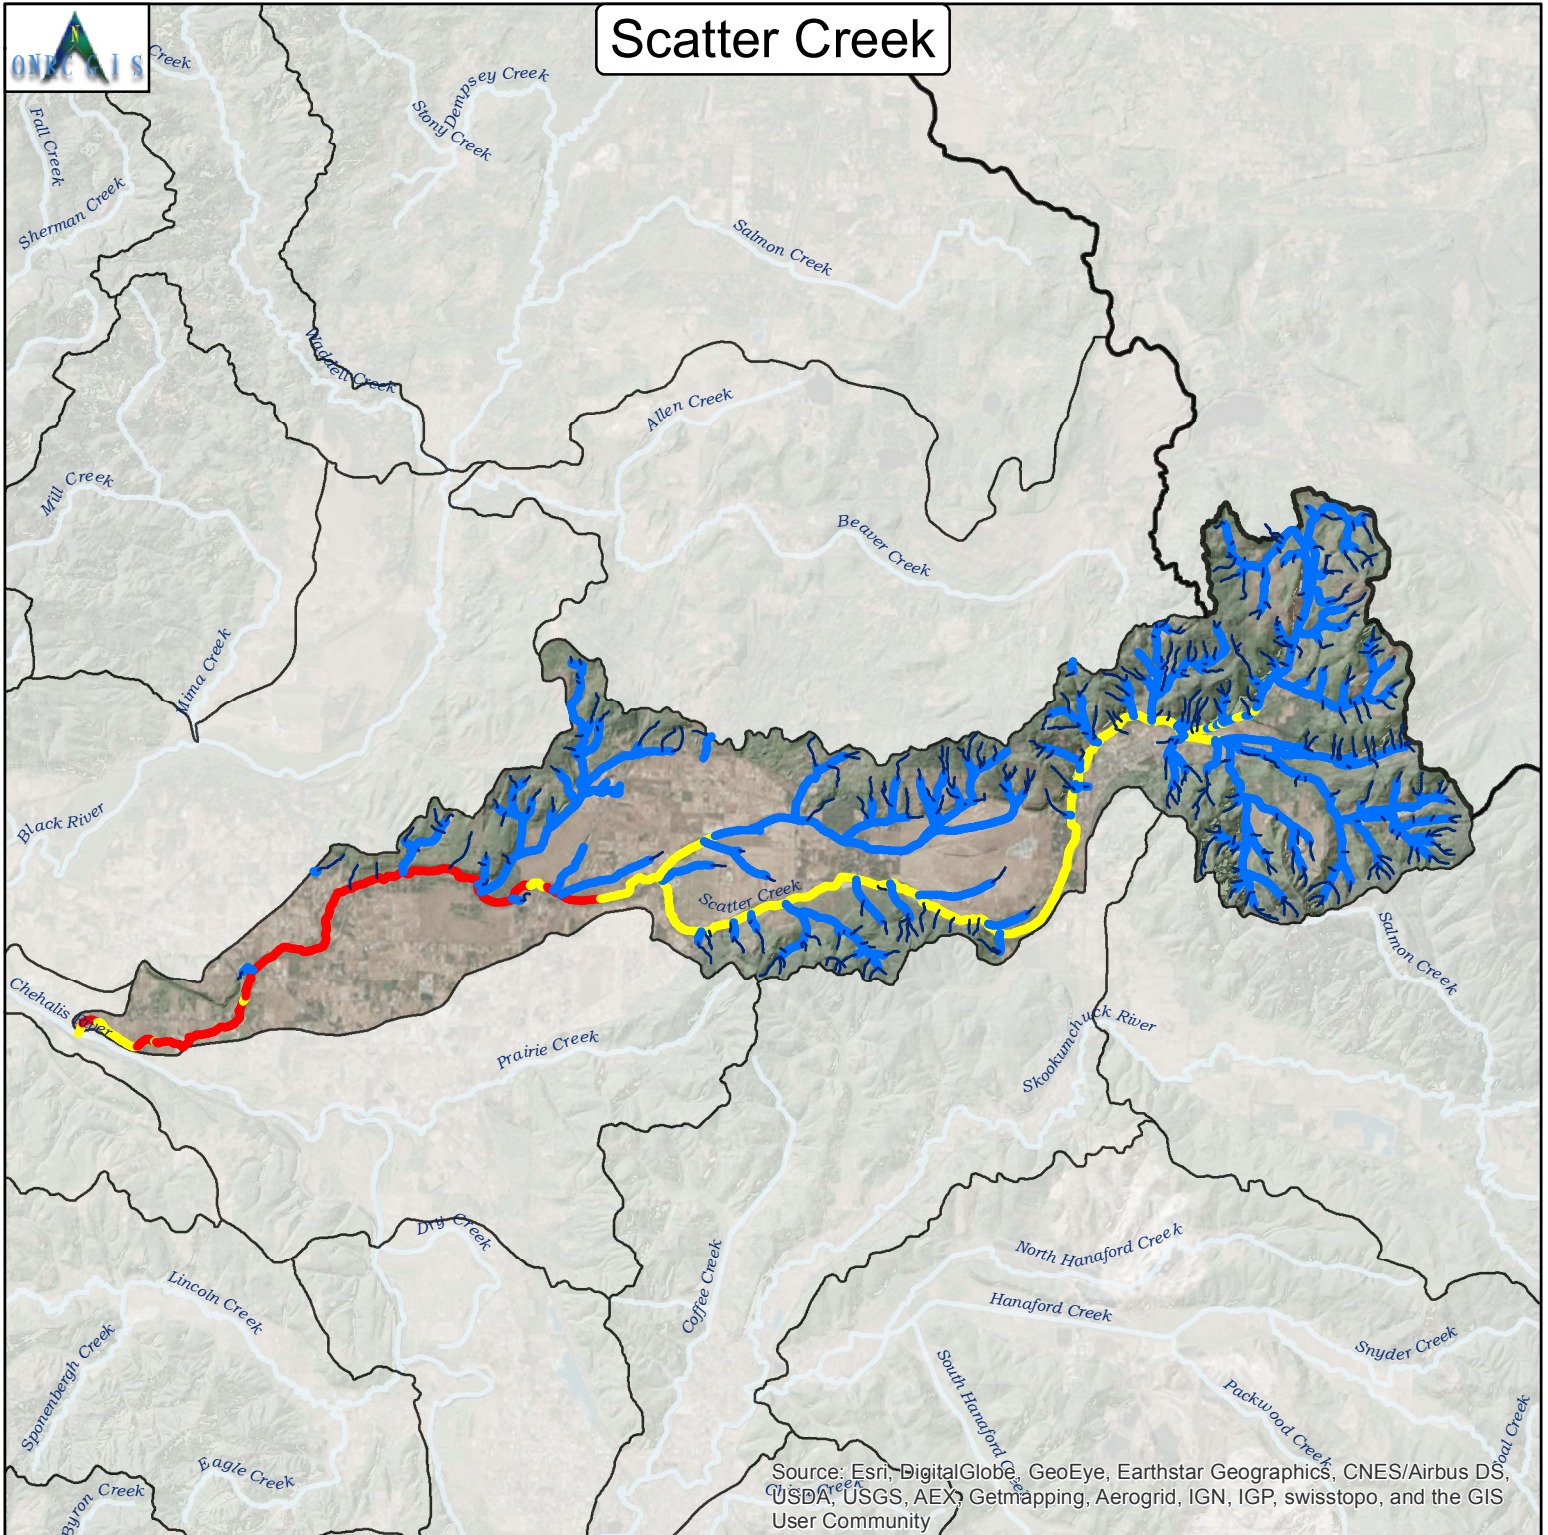 Scatter Creek
N
ONRC GIS
Creek
Dempsey Creek
Stony Creek
Fall Creek
Sherman Creek
Salmon Creek
Waddell Creek
Allen Creek
Mill Creek
Beaver Creek
Mima Creek
Black River
Scatter Creek
Salmon Creek
Chehalis River
Prairie Creek
Skookumchuck River
Dry Creek
North Hanaford Creek
Coffee Creek
Lincoln Creek
Hanaford Creek
Snyder Creek
Sponenbergh Creek
South Hanaford Creek
Packwood Creek
Coal Creek
Eagle Creek
Byron Creek
China Creek
Source: Esri, DigitalGlobe, GeoEye, Earthstar Geographics, CNES/Airbus DS,
USDA, USGS, AEX, Getmapping, Aerogrid, IGN, IGP, swisstopo, and the GIS
User Community